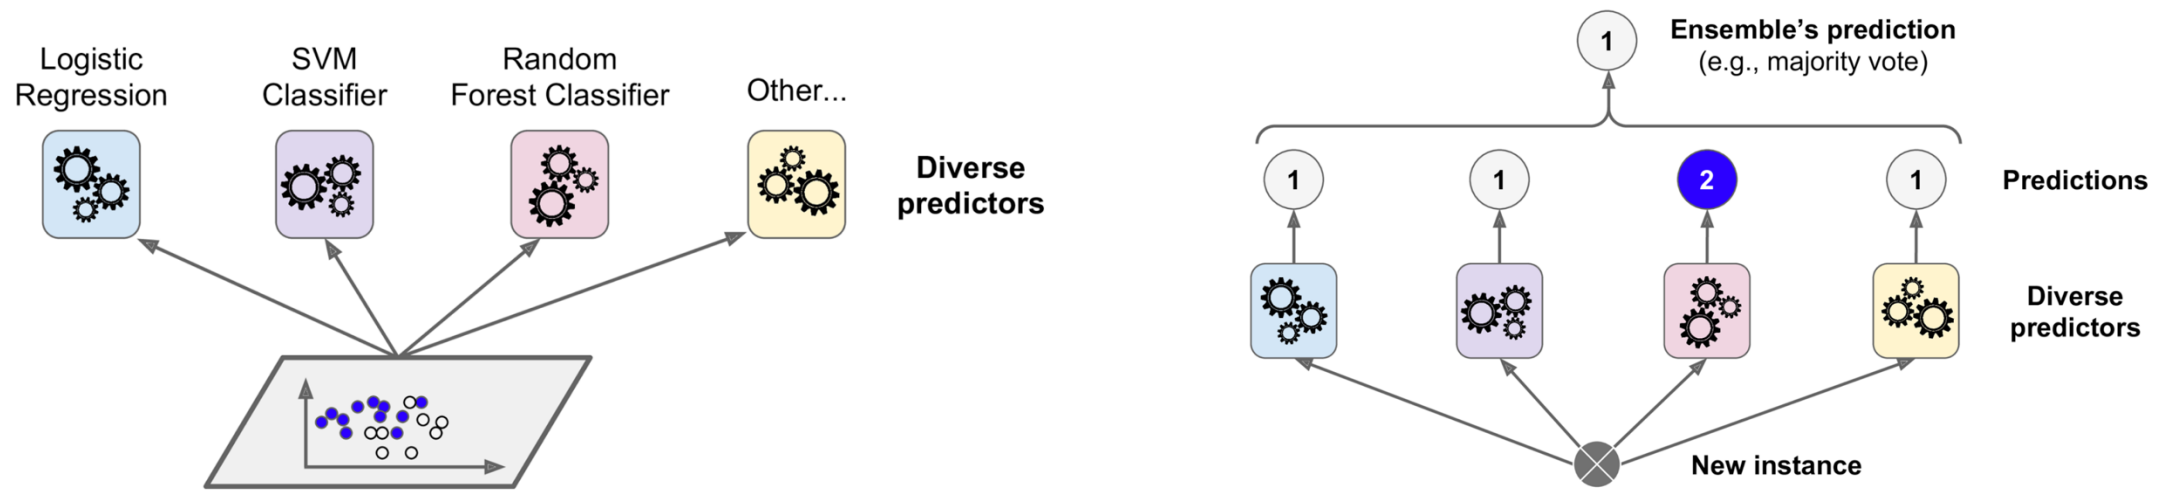 Logistic
Regression
SVM
Classifier
Random
Forest Classifier
Other...
Diverse
predictors
1
Ensemble's prediction
(e.g., majority vote)
1
1
2
1
Predictions
Diverse
predictors
New instance